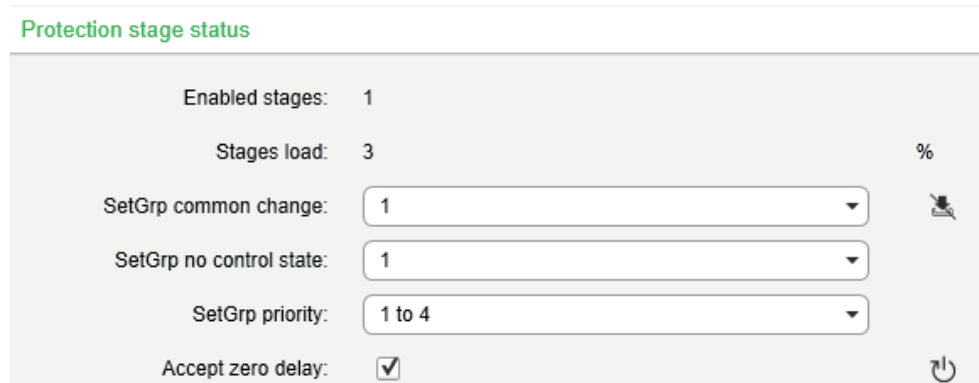 Protection stage status
Enabled stages: 1
Stages load: 3 %
SetGrp common change: 1
SetGrp no control state: 1
SetGrp priority: 1 to 4
Accept zero delay: